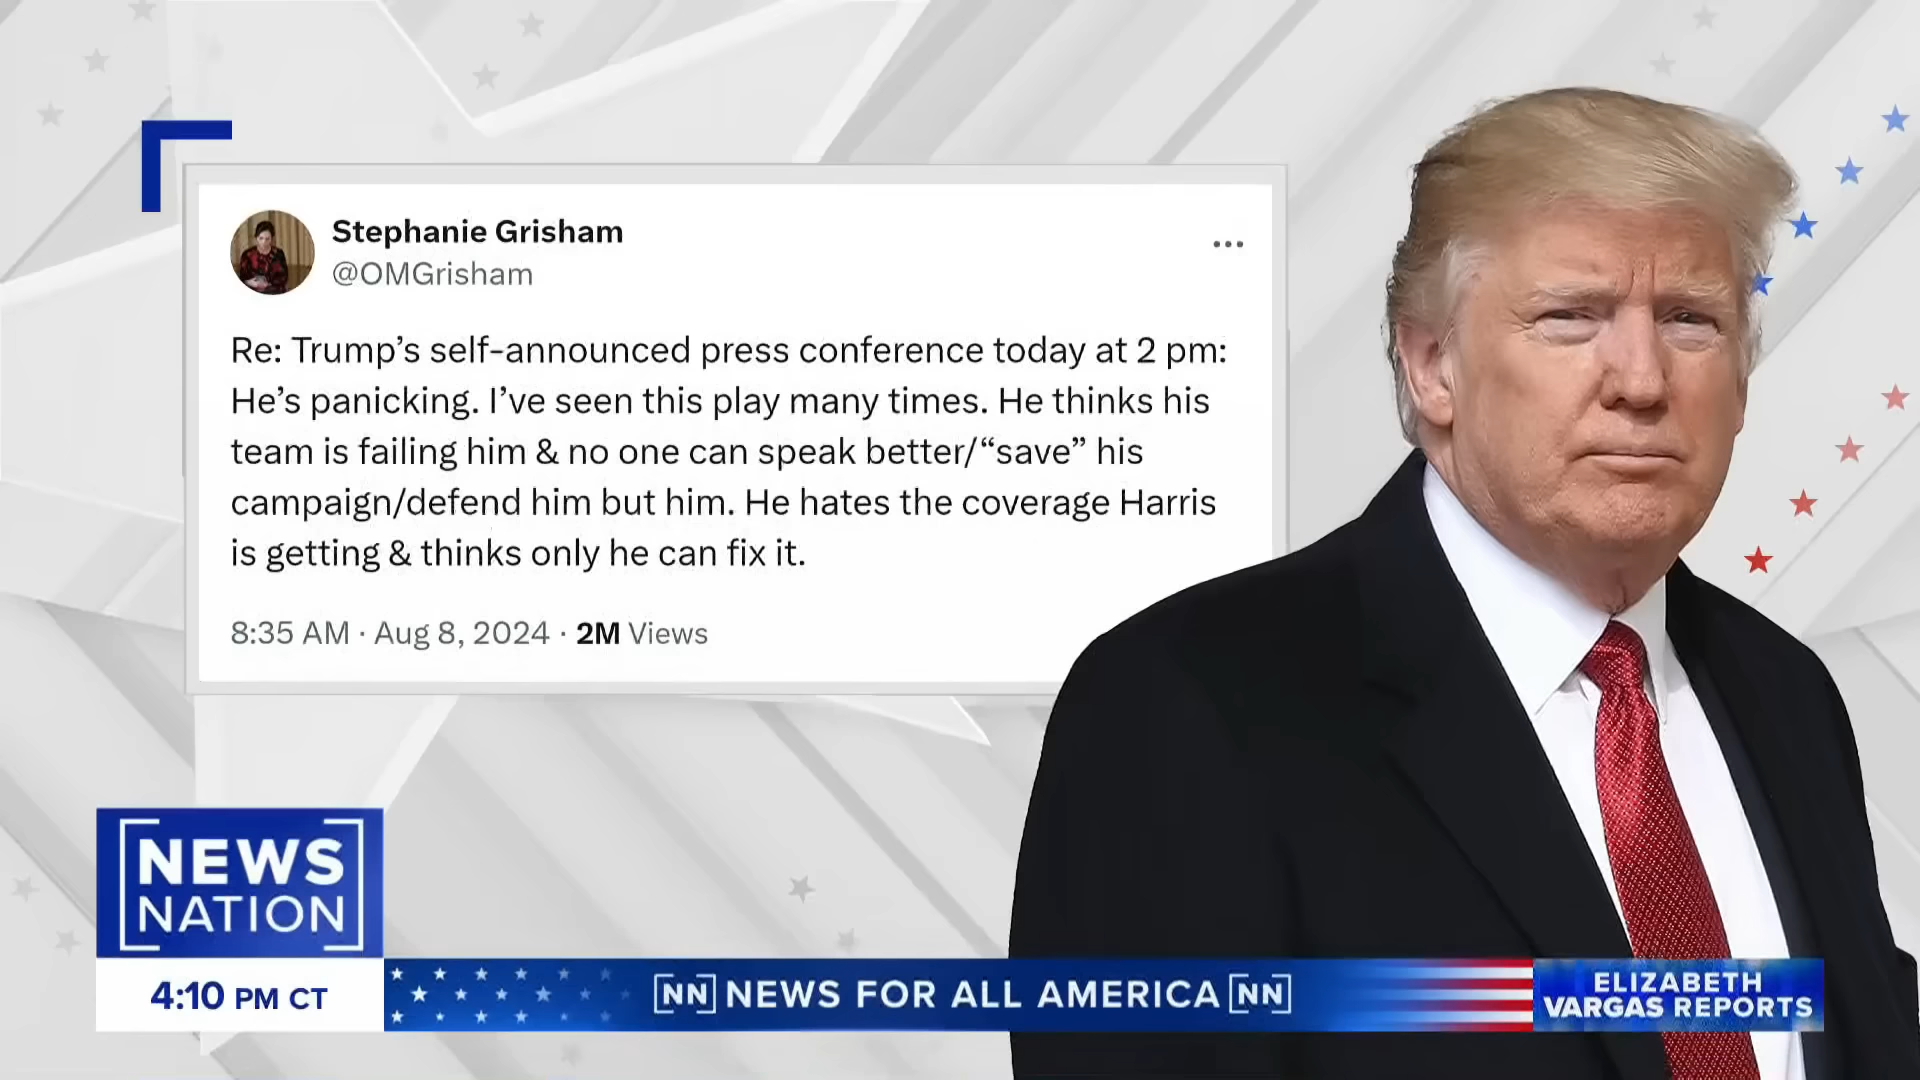 Stephanie Grisham
@OMGrisham
Re: Trump’s self-announced press conference today at 2 pm:
He’s panicking. I’ve seen this play many times. He thinks his
team is failing him & no one can speak better/“save” his
campaign/defend him but him. He hates the coverage Harris
is getting & thinks only he can fix it.
8:35 AM · Aug 8, 2024 · 2M Views
NEWS
NATION
4:10 PM CT
NN NEWS FOR ALL AMERICA NN
ELIZABETH
VARGAS REPORTS